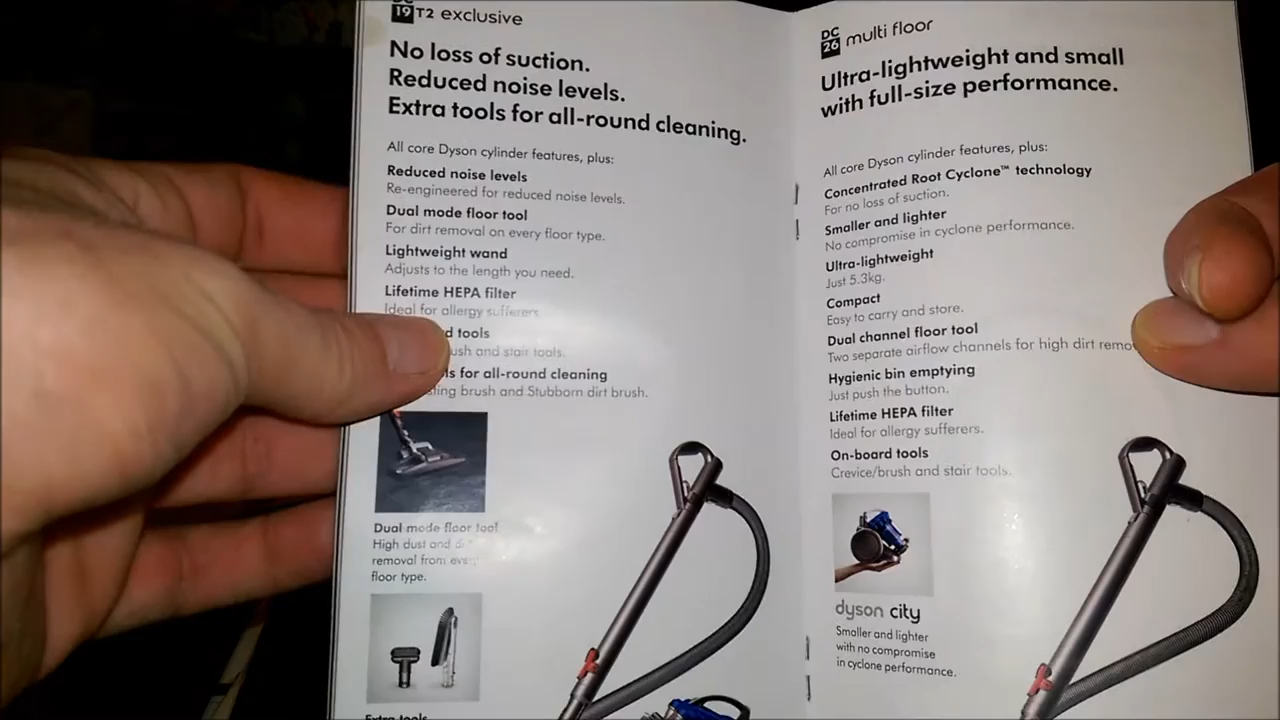 DC
19 T2 exclusive
No loss of suction.
Reduced noise levels.
Extra tools for all-round cleaning.
All core Dyson cylinder features, plus:
Reduced noise levels
Re-engineered for reduced noise levels.
Dual mode floor tool
For dirt removal on every floor type.
Lightweight wand
Adjusts to the length you need.
Lifetime HEPA filter
Ideal for allergy sufferers
tools
and stair tools.
for all-round cleaning
brush and Stubborn dirt brush.
Dual mode floor tool
High dust and
removal from
floor type.
Extra tools
DC
26 multi floor
Ultra-lightweight and small
with full-size performance.
All core Dyson cylinder features, plus:
Concentrated Root Cyclone™ technology
For no loss of suction.
Smaller and lighter
No compromise in cyclone performance.
Ultra-lightweight
Just 5.3kg.
Compact
Easy to carry and store.
Dual channel floor tool
Two separate airflow channels for high dirt
Hygienic bin emptying
Just push the button.
Lifetime HEPA filter
Ideal for allergy sufferers.
On-board tools
Crevice/brush and stair tools.
dyson city
Smaller and lighter
with no compromise
in cyclone performance.